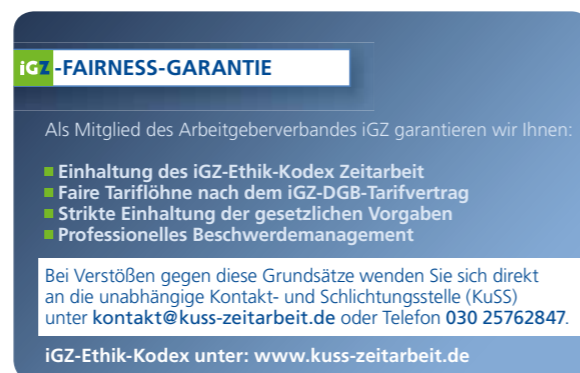 iGZ-FAIRNESS-GARANTIE
Als Mitglied des Arbeitgeberverbandes iGZ garantieren wir Ihnen:
Einhaltung des iGZ-Ethik-Kodex Zeitarbeit
Faire Tariflöhne nach dem iGZ-DGB-Tarifvertrag
Strikte Einhaltung der gesetzlichen Vorgaben
Professionelles Beschwerdemanagement
Bei Verstößen gegen diese Grundsätze wenden Sie sich direkt
an die unabhängige Kontakt- und Schlichtungsstelle (KuSS)
unter kontakt@kuss-zeitarbeit.de oder Telefon 030 25762847.
iGZ-Ethik-Kodex unter: www.kuss-zeitarbeit.de